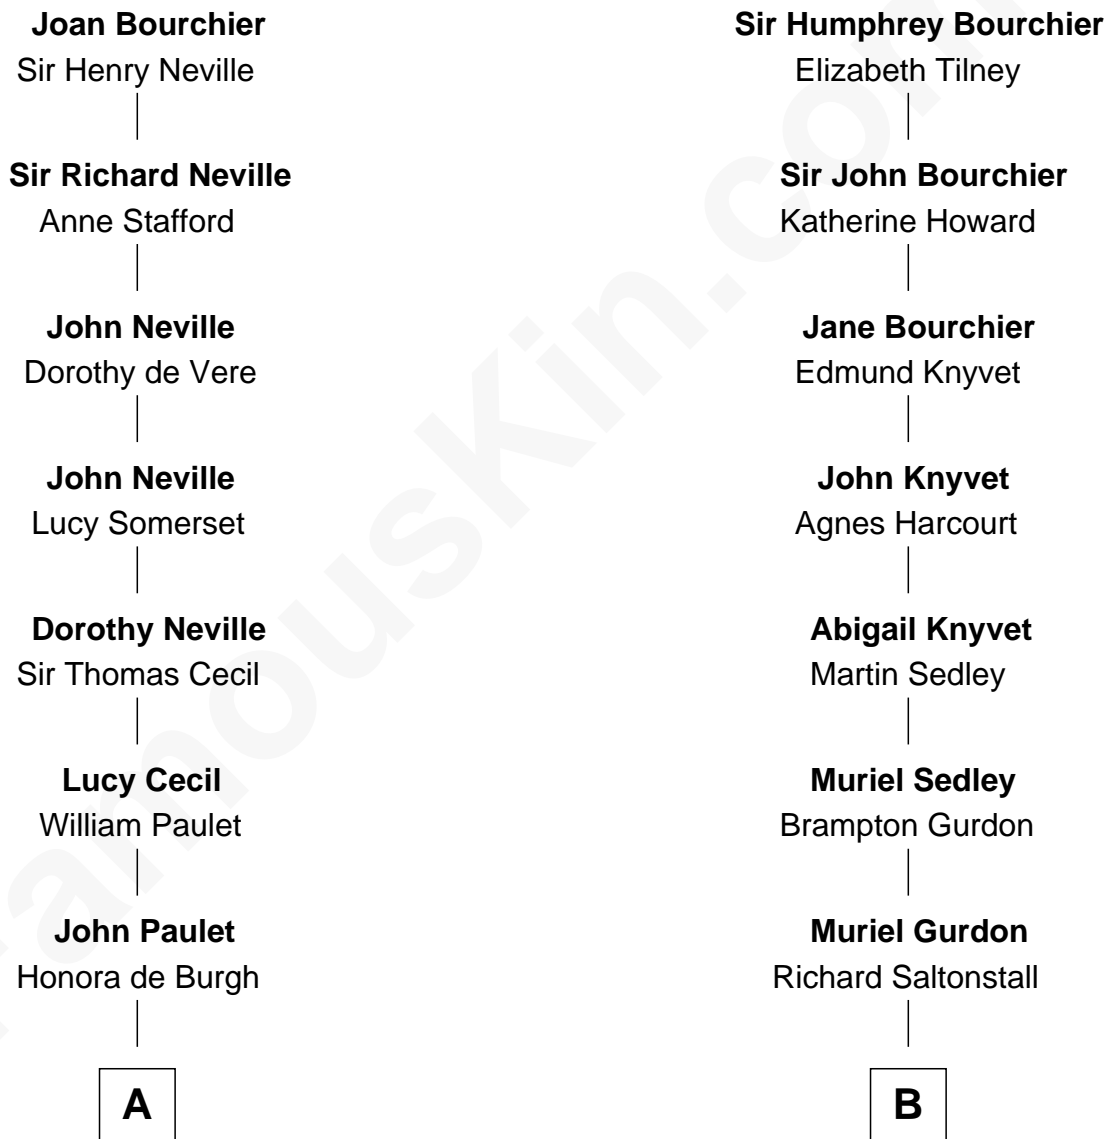 Joan Bourchier
Sir Henry Neville
Sir Richard Neville
Anne Stafford
John Neville
Dorothy de Vere
John Neville
Lucy Somerset
Dorothy Neville
Sir Thomas Cecil
Lucy Cecil
William Paulet
John Paulet
Honora de Burgh
A
Sir Humphrey Bourchier
Elizabeth Tilney
Sir John Bourchier
Katherine Howard
Jane Bourchier
Edmund Knyvet
John Knyvet
Agnes Harcourt
Abigail Knyvet
Martin Sedley
Muriel Sedley
Brampton Gurdon
Muriel Gurdon
Richard Saltonstall
B
FamousKin.com